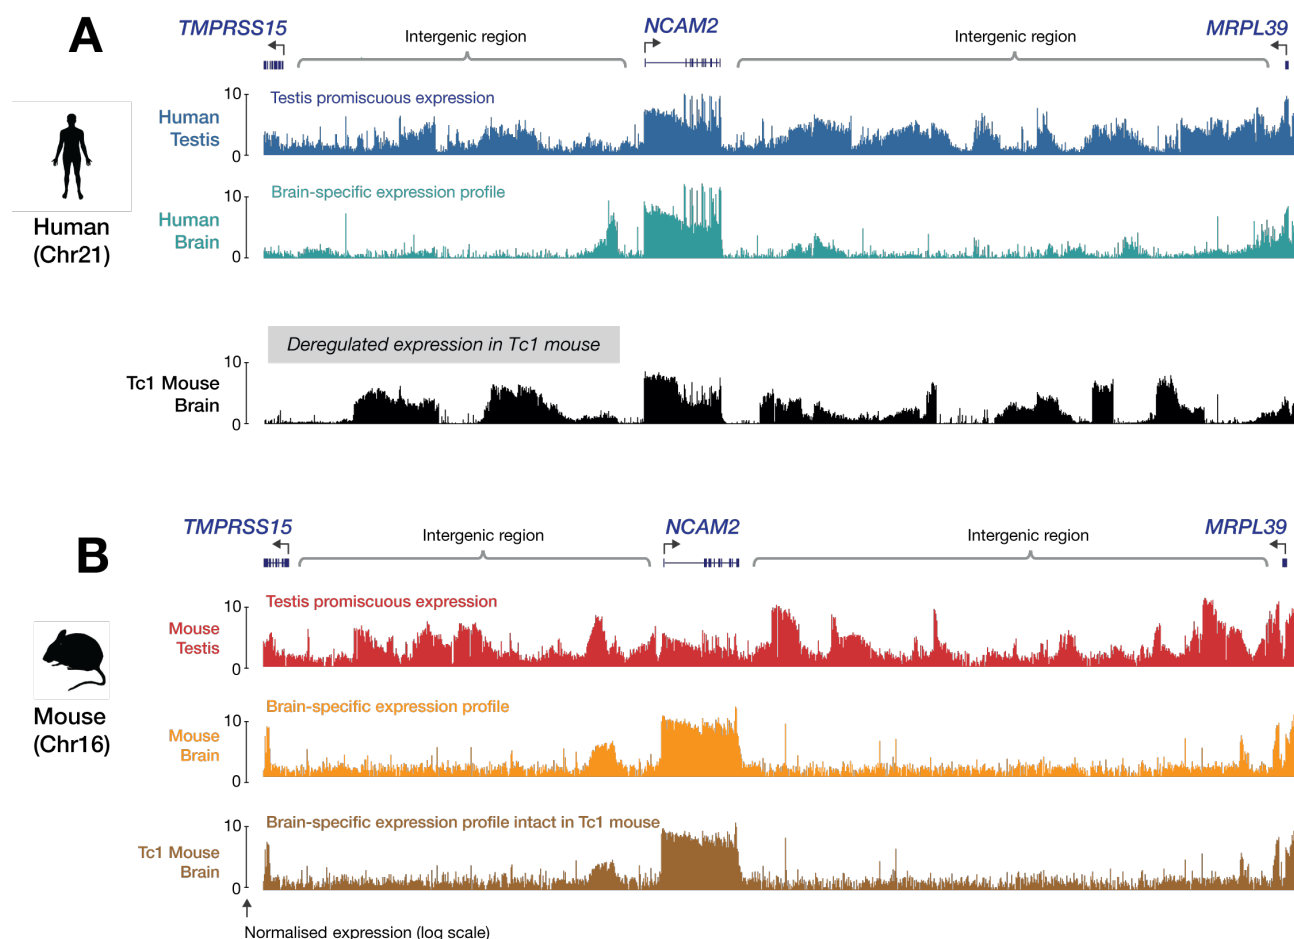 A
TMPRSS15
Intergenic region
NCAM2
Intergenic region
MRPL39
Human
(Chr21)
Human
Testis
10
0
Testis promiscuous expression
Human
Brain
10
0
Brain-specific expression profile
Deregulated expression in Tc1 mouse
Tc1 Mouse
Brain
10
0
B
TMPRSS15
Intergenic region
NCAM2
Intergenic region
MRPL39
Mouse
(Chr16)
Mouse
Testis
10
0
Testis promiscuous expression
Mouse
Brain
10
0
Brain-specific expression profile
Tc1 Mouse
Brain
10
0
Brain-specific expression profile intact in Tc1 mouse
Normalised expression (log scale)